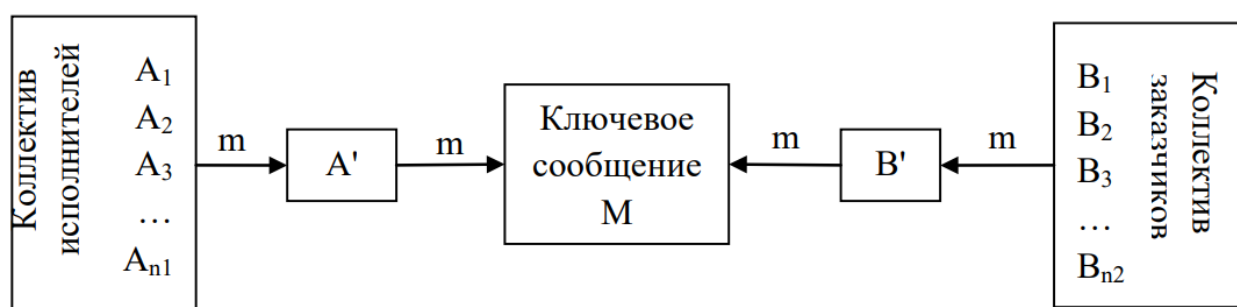 Коллектив
исполнителей
A₁
A₂
A₃
…
Aₙ₁
m
A'
m
Ключевое
сообщение
М
m
B'
m
B₁
B₂
B₃
…
Bₙ₂
Коллектив
заказчиков